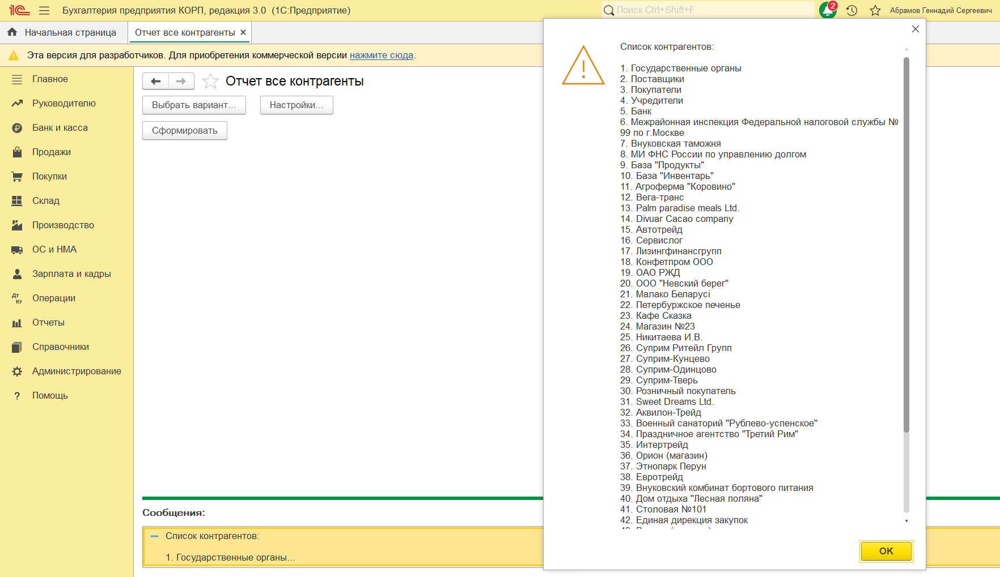 1С Бухгалтерия предприятия КОРП, редакция 3.0 (1С:Предприятие)
Поиск Ctrl+Shift+F
2
Абрамов Геннадий Сергеевич
Начальная страница
Отчет все контрагенты
Эта версия для разработчиков. Для приобретения коммерческой версии нажмите сюда.
Главное
Руководителю
Банк и касса
Продажи
Покупки
Склад
Производство
ОС и НМА
Зарплата и кадры
Дт
Кт
Операции
Отчеты
Справочники
Администрирование
? Помощь
Отчет все контрагенты
Выбрать вариант...
Настройки...
Сформировать
Сообщения:
Список контрагентов:
1. Государственные органы...
Список контрагентов:
1. Государственные органы
2. Поставщики
3. Покупатели
4. Учредители
5. Банк
6. Межрайонная инспекция Федеральной налоговой службы №
99 по г.Москве
7. Внуковская таможня
8. МИ ФНС России по управлению долгом
9. База "Продукты"
10. База "Инвентарь"
11. Агроферма "Коровино"
12. Вега-транс
13. Palm paradise meals Ltd.
14. Divuar Cacao company
15. Автотрейд
16. Сервислог
17. Лизингфинансгрупп
18. Конфетпром ООО
19. ОАО РЖД
20. ООО "Невский берег"
21. Малако Беларусі
22. Петербуржское печенье
23. Кафе Сказка
24. Магазин №23
25. Никитаева И.В.
26. Суприм Ритейл Групп
27. Суприм-Кунцево
28. Суприм-Одинцово
29. Суприм-Тверь
30. Розничный покупатель
31. Sweet Dreams Ltd.
32. Аквилон-Трейд
33. Военный санаторий "Рублево-успенское"
34. Праздничное агентство "Третий Рим"
35. Интертрейд
36. Орион (магазин)
37. Этнопарк Перун
38. Евротрейд
39. Внуковский комбинат бортового питания
40. Дом отдыха "Лесная поляна"
41. Столовая №101
42. Единая дирекция закупок
OK